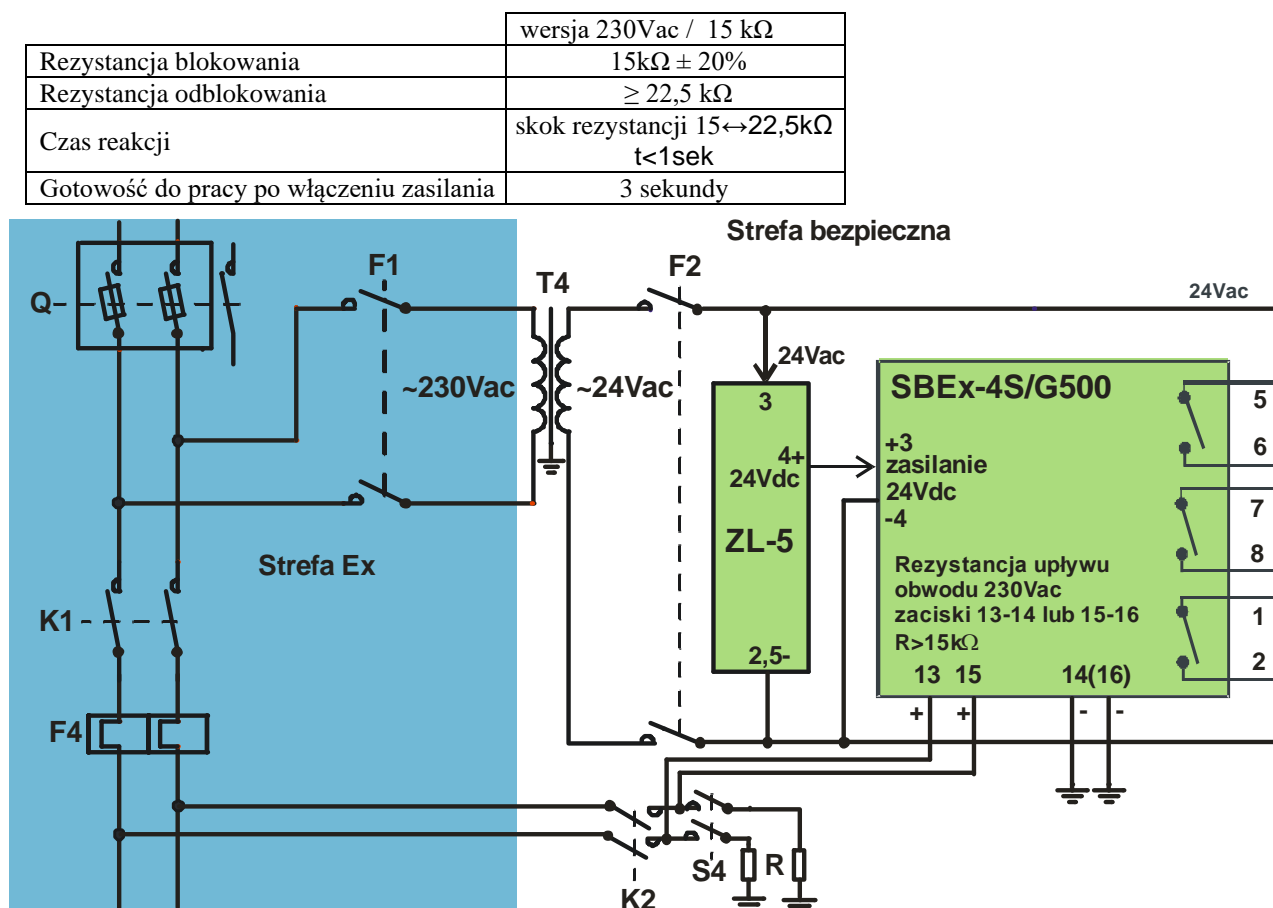 wersja 230Vac / 15 kΩ
Rezystancja blokowania 15kΩ ± 20%
Rezystancja odblokowania ≥ 22,5 kΩ
Czas reakcji skok rezystancji 15↔22,5kΩ
t<1sek
Gotowość do pracy po włączeniu zasilania 3 sekundy
Strefa bezpieczna
F1
F2
T4
Q
24Vac
24Vac
~230Vac
~24Vac
3
SBEx-4S/G500
5
4+
24Vdc
+3
zasilanie
24Vdc
-4
6
7
ZL-5
8
Strefa Ex
Rezystancja upływu
obwodu 230Vac
zaciski 13-14 lub 15-16
R>15kΩ
1
K1
2,5-
2
13 15 14(16)
+ + - -
F4
S4
R
K2